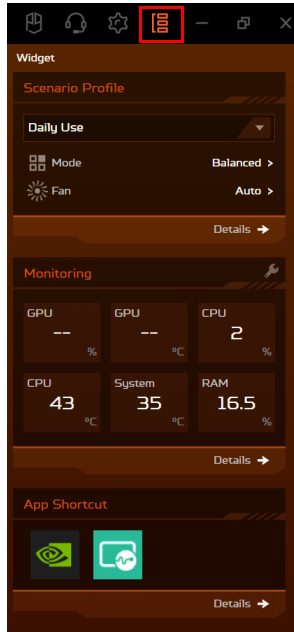 Widget
Scenario Profile
Daily Use
Mode Balanced >
Fan Auto >
Details →
Monitoring
GPU GPU CPU
-- -- 2
% °C %
CPU System RAM
43 35 16.5
°C °C %
Details →
App Shortcut
Details →